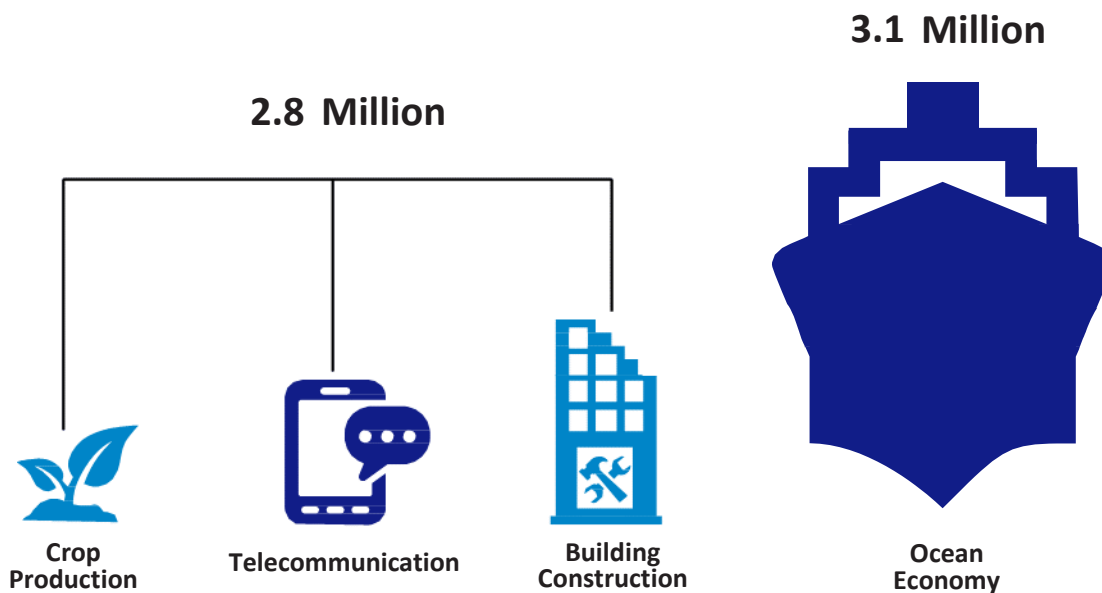 3.1 Million
2.8 Million
Crop
Production
Telecommunication
Building
Construction
Ocean
Economy